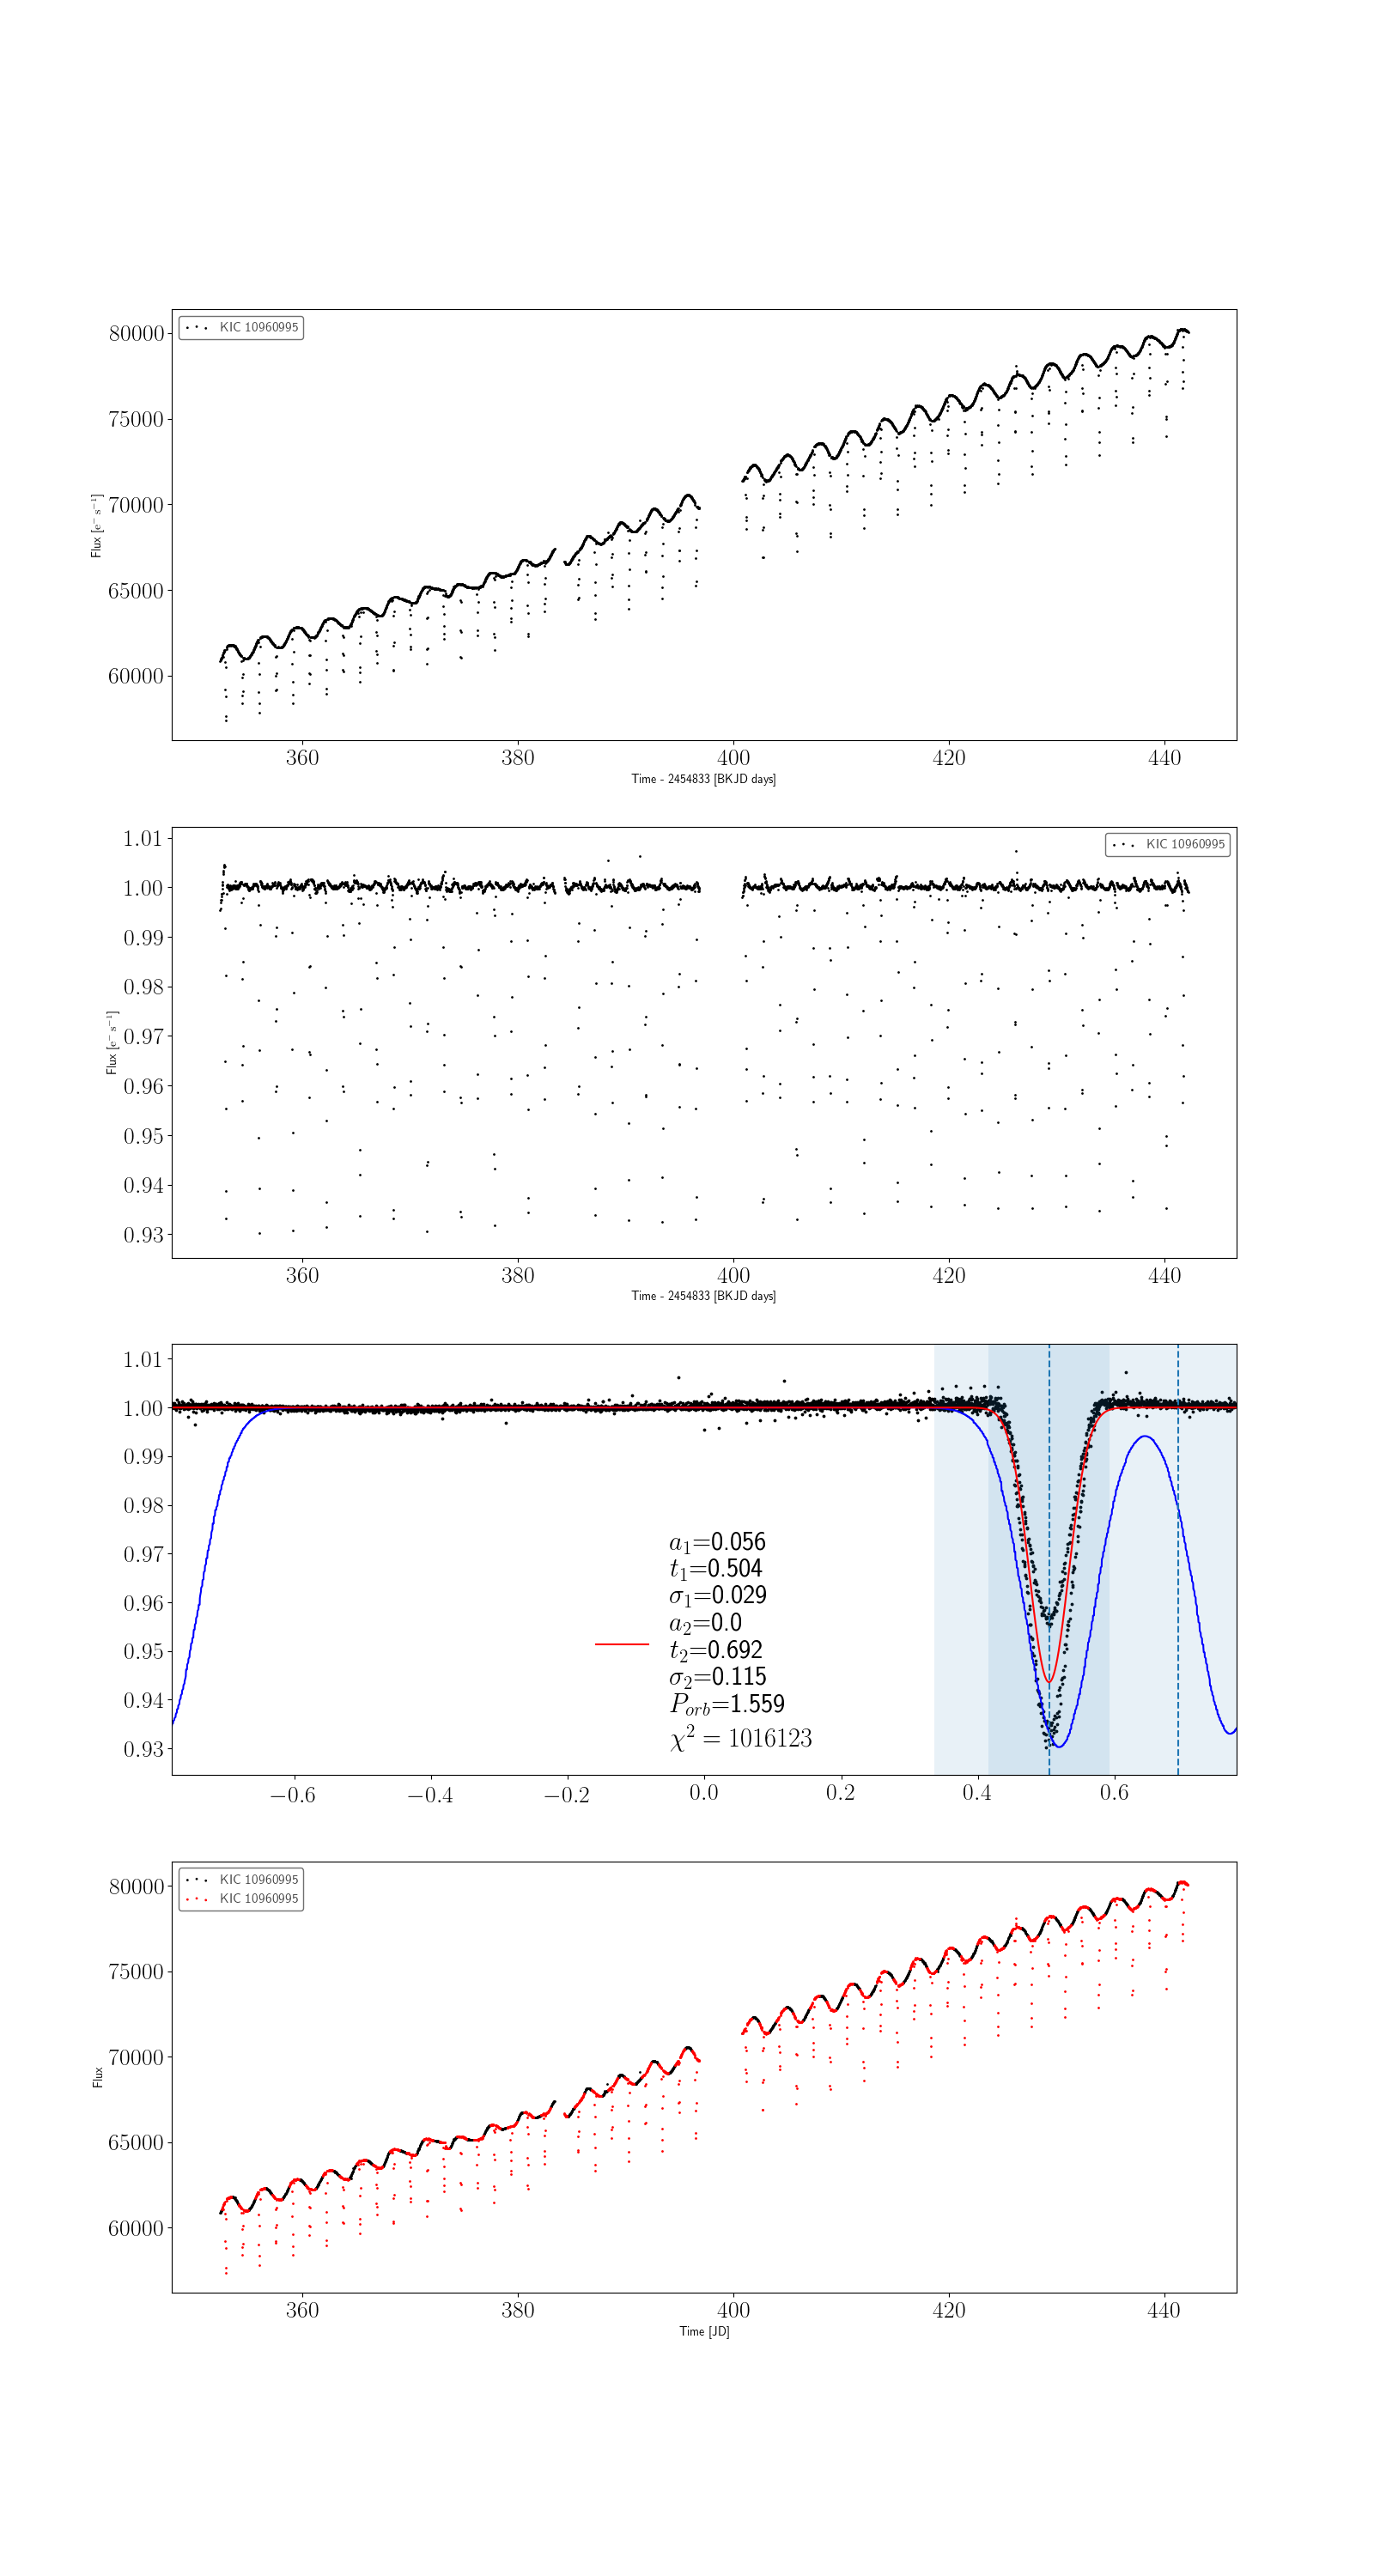 KIC 10960995
80000
75000
70000
65000
60000
Flux [e⁻ s⁻¹]
360 380 400 420 440
Time - 2454833 [BKJD days]
KIC 10960995
1.01
1.00
0.99
0.98
0.97
0.96
0.95
0.94
0.93
Flux [e⁻ s⁻¹]
360 380 400 420 440
Time - 2454833 [BKJD days]
1.01
1.00
0.99
0.98
0.97
0.96
0.95
0.94
0.93
a₁=0.056
t₁=0.504
σ₁=0.029
a₂=0.0
t₂=0.692
σ₂=0.115
P_orb=1.559
χ² = 1016123
−0.6 −0.4 −0.2 0.0 0.2 0.4 0.6
KIC 10960995
KIC 10960995
80000
75000
70000
65000
60000
Flux
360 380 400 420 440
Time [JD]